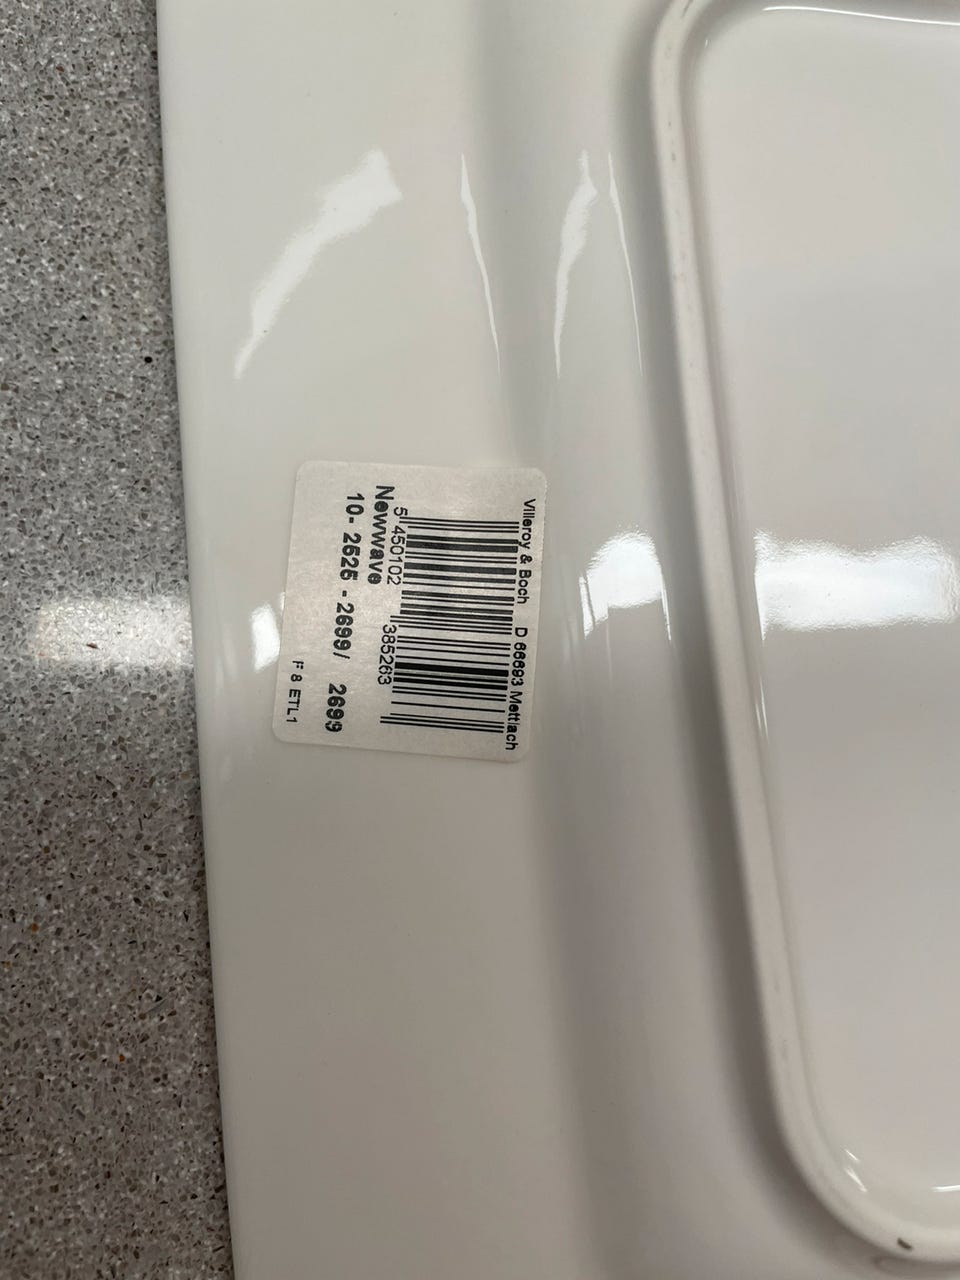 Villeroy & Boch D 66693 Mettlach
5 450102 385263
Newwave
10- 2525 - 2699/ 2699
F 8 ETL1